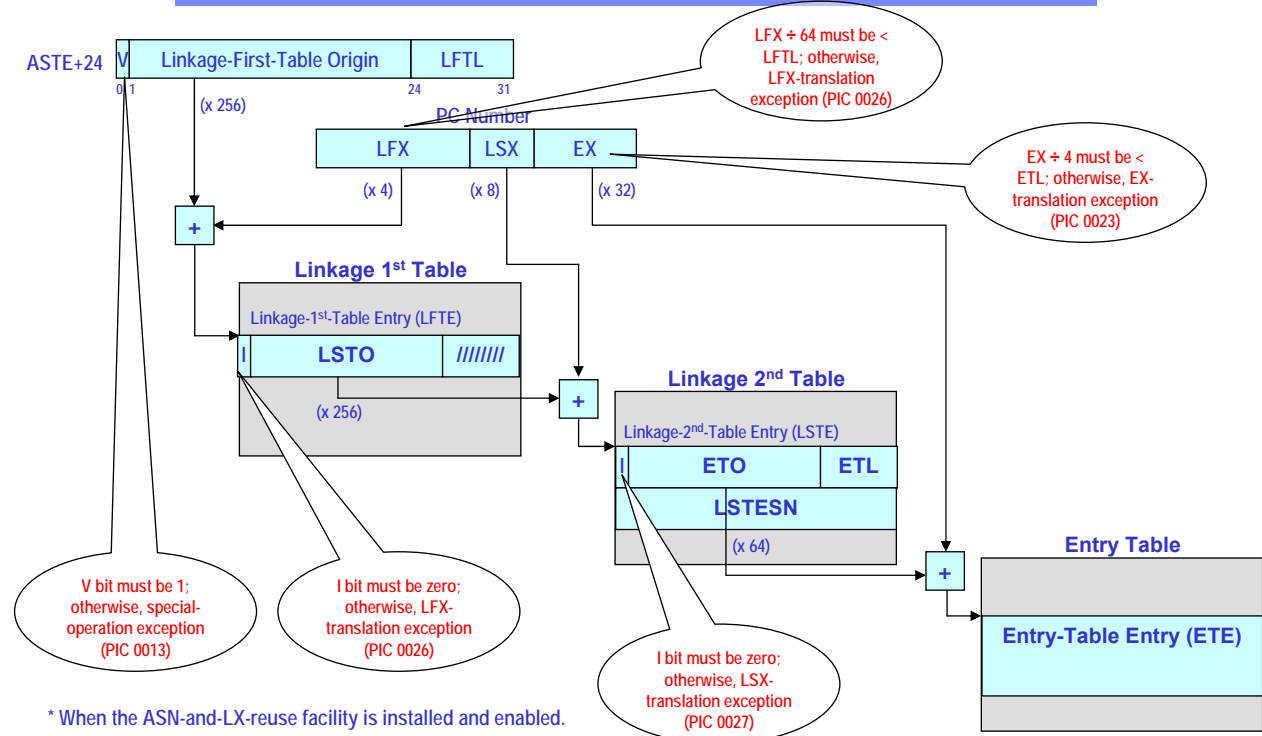 LFX ÷ 64 must be <
LFTL; otherwise,
LFX-translation
exception (PIC 0026)
ASTE+24
V
Linkage-First-Table Origin
LFTL
0 1
24
31
(x 256)
PC Number
LFX
LSX
EX
EX ÷ 4 must be <
ETL; otherwise, EX-
translation exception
(PIC 0023)
(x 4)
(x 8)
(x 32)
+
Linkage 1st Table
Linkage-1st-Table Entry (LFTE)
I
LSTO
////////
(x 256)
+
Linkage 2nd Table
Linkage-2nd-Table Entry (LSTE)
I
ETO
ETL
LSTESN
(x 64)
+
Entry Table
Entry-Table Entry (ETE)
V bit must be 1;
otherwise, special-
operation exception
(PIC 0013)
I bit must be zero;
otherwise, LFX-
translation exception
(PIC 0026)
I bit must be zero;
otherwise, LSX-
translation exception
(PIC 0027)
* When the ASN-and-LX-reuse facility is installed and enabled.